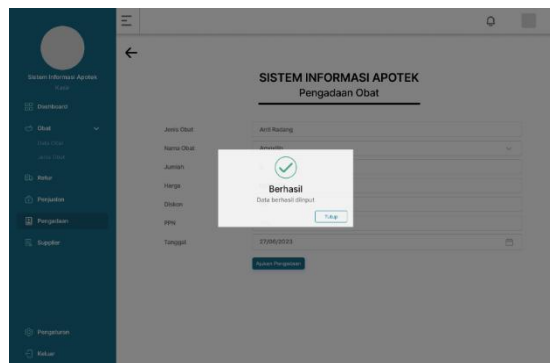 Sistem Informasi Apotek
Kasir
Dashboard
Obat
Data Obat
Jenis Obat
Retur
Penjualan
Pengadaan
Supplier
Pengaturan
Keluar
SISTEM INFORMASI APOTEK
Pengadaan Obat
Jenis Obat
Anti Radang
Nama Obat
Jumlah
Harga
Diskon
PPN
Tanggal
27/06/2023
Ajukan Pengadaan
Berhasil
Data berhasil diinput
Tutup